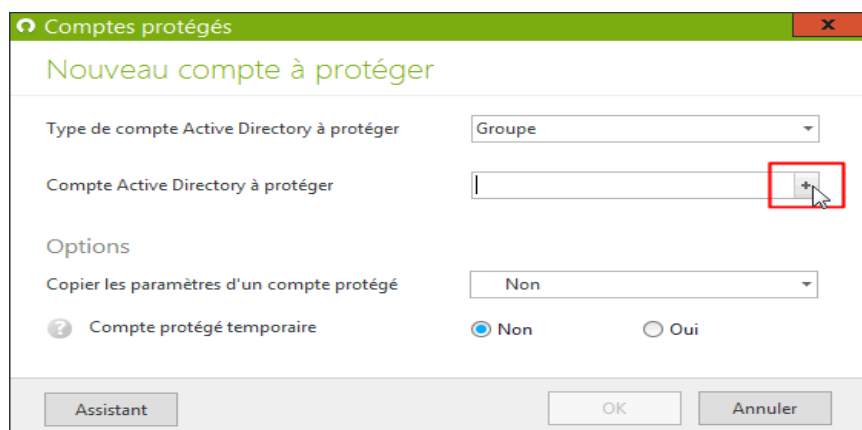 Comptes protégés
x
Nouveau compte à protéger
Type de compte Active Directory à protéger Groupe
Compte Active Directory à protéger +
Options
Copier les paramètres d'un compte protégé Non
? Compte protégé temporaire Non Oui
Assistant OK Annuler